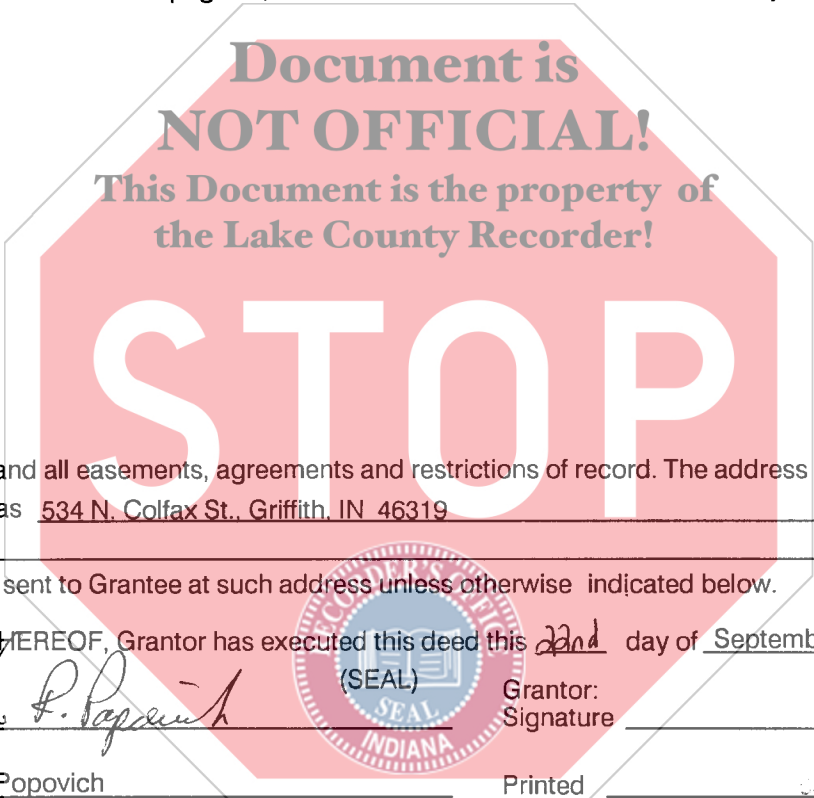 Document is
NOT OFFICIAL!
This Document is the property of
the Lake County Recorder!
STOP
and all easements, agreements and restrictions of record. The address
as 534 N. Colfax St., Griffith, IN 46319
sent to Grantee at such address unless otherwise indicated below.
HEREOF, Grantor has executed this deed this 22nd day of Septemb
(SEAL) Grantor:
P. Popovich Signature
Popovich Printed
RECORDER'S OFFICE
SEAL
INDIANA